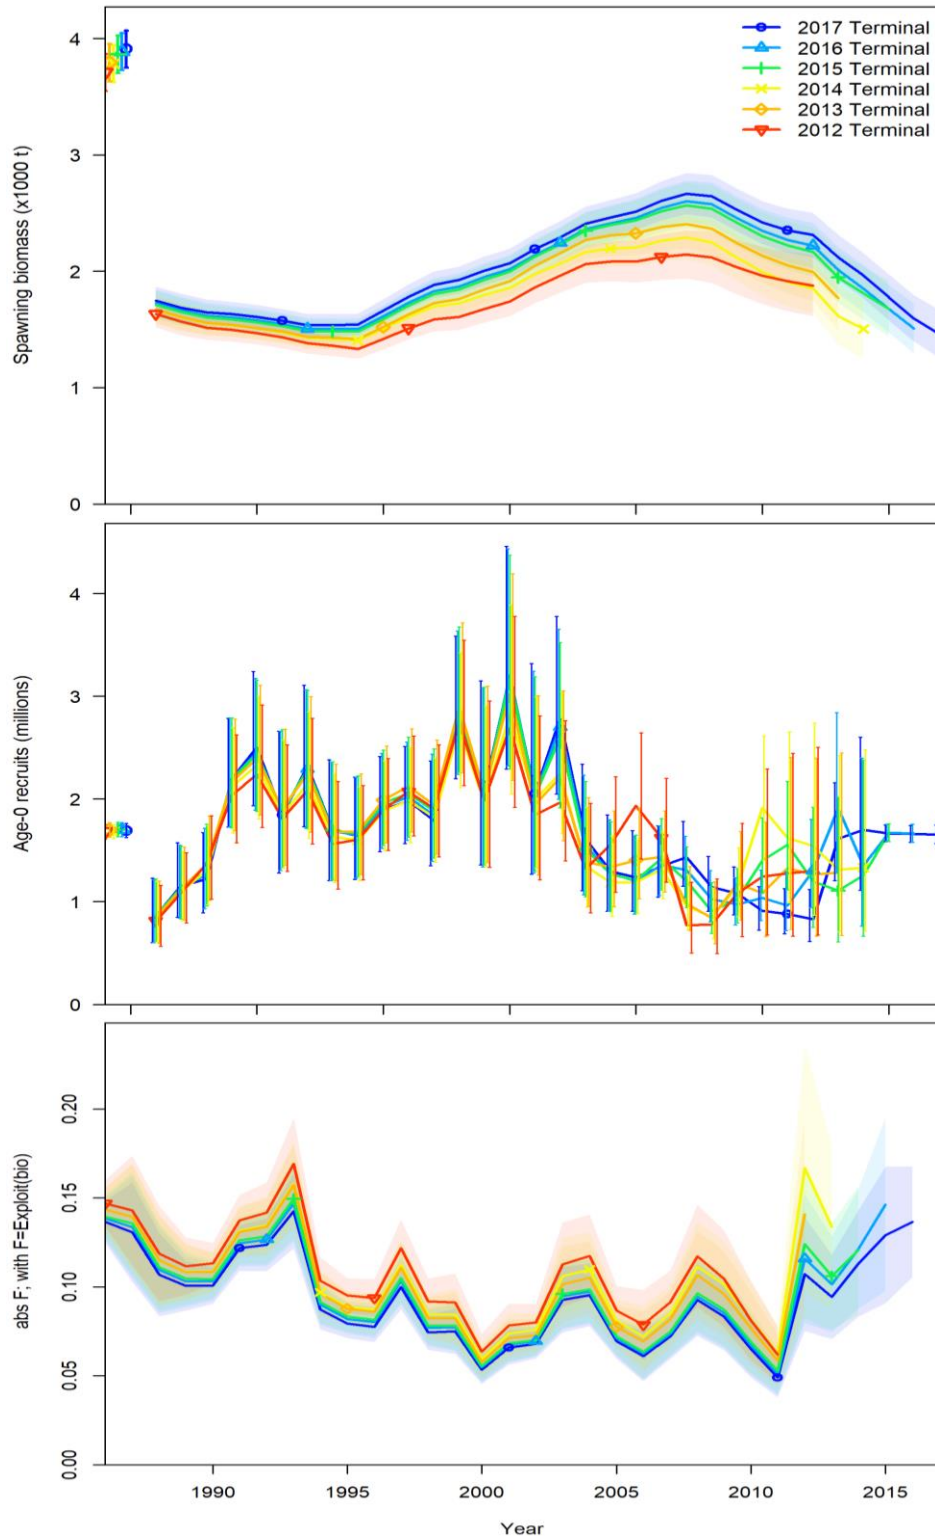 Spawning biomass (x1000 t)
4
3
2
1
0
2017 Terminal
2016 Terminal
2015 Terminal
2014 Terminal
2013 Terminal
2012 Terminal
Age-0 recruits (millions)
4
3
2
1
0
abs F; with F=Exploit(bio)
0.20
0.15
0.10
0.05
0.00
1990 1995 2000 2005 2010 2015
Year